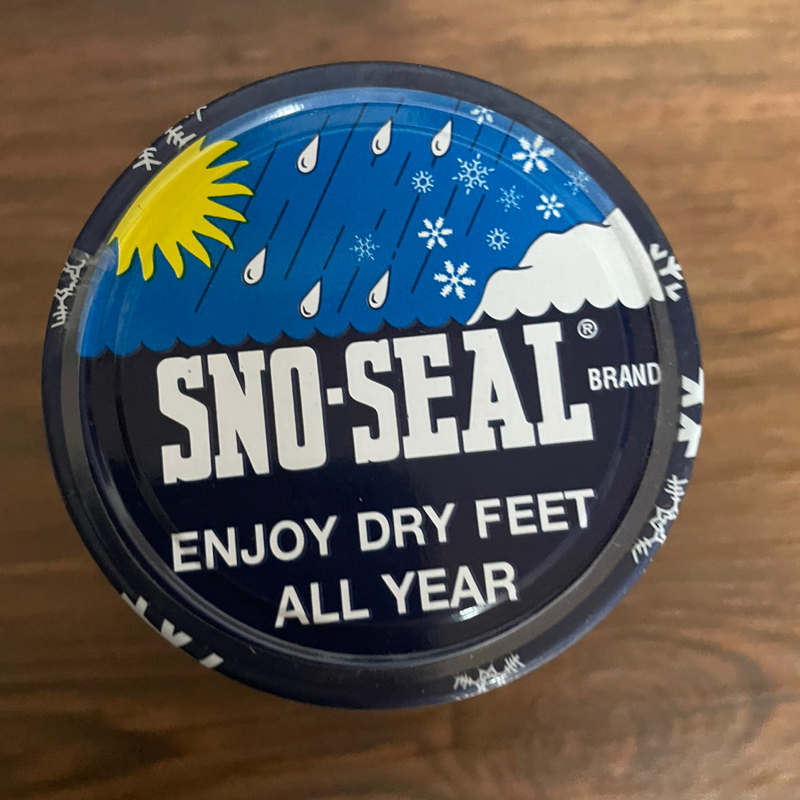 SNO-SEAL®
BRAND
ENJOY DRY FEET
ALL YEAR